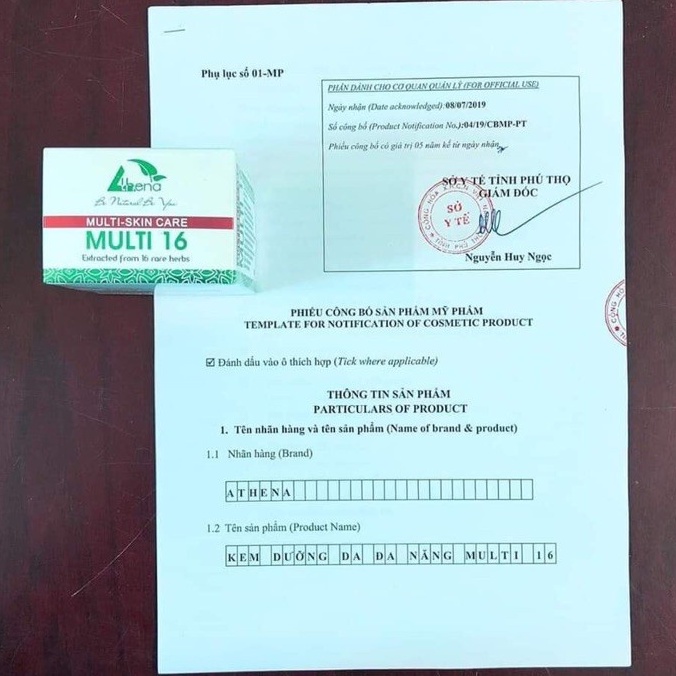 Phụ lục số 01-MP
PHẦN DÀNH CHO CƠ QUAN QUẢN LÝ (FOR OFFICIAL USE)
Ngày nhận (Date acknowledged):08/07/2019
Số công bố (Product Notification No.):04/19/CBMP-PT
Phiếu công bố có giá trị 05 năm kể từ ngày nhận
SỞ Y TẾ TỈNH PHÚ THỌ
GIÁM ĐỐC
SỞ
Y TẾ
Nguyễn Huy Ngọc
Athena
Be Natural Be You
MULTI-SKIN CARE
MULTI 16
Extracted from 16 rare herbs
PHIẾU CÔNG BỐ SẢN PHẨM MỸ PHẨM
TEMPLATE FOR NOTIFICATION OF COSMETIC PRODUCT
☑ Đánh dấu vào ô thích hợp (Tick where applicable)
THÔNG TIN SẢN PHẨM
PARTICULARS OF PRODUCT
1. Tên nhãn hàng và tên sản phẩm (Name of brand & product)
1.1 Nhãn hàng (Brand)
ATHENA
1.2 Tên sản phẩm (Product Name)
KEM DƯỠNG DA ĐA NĂNG MULTI 16